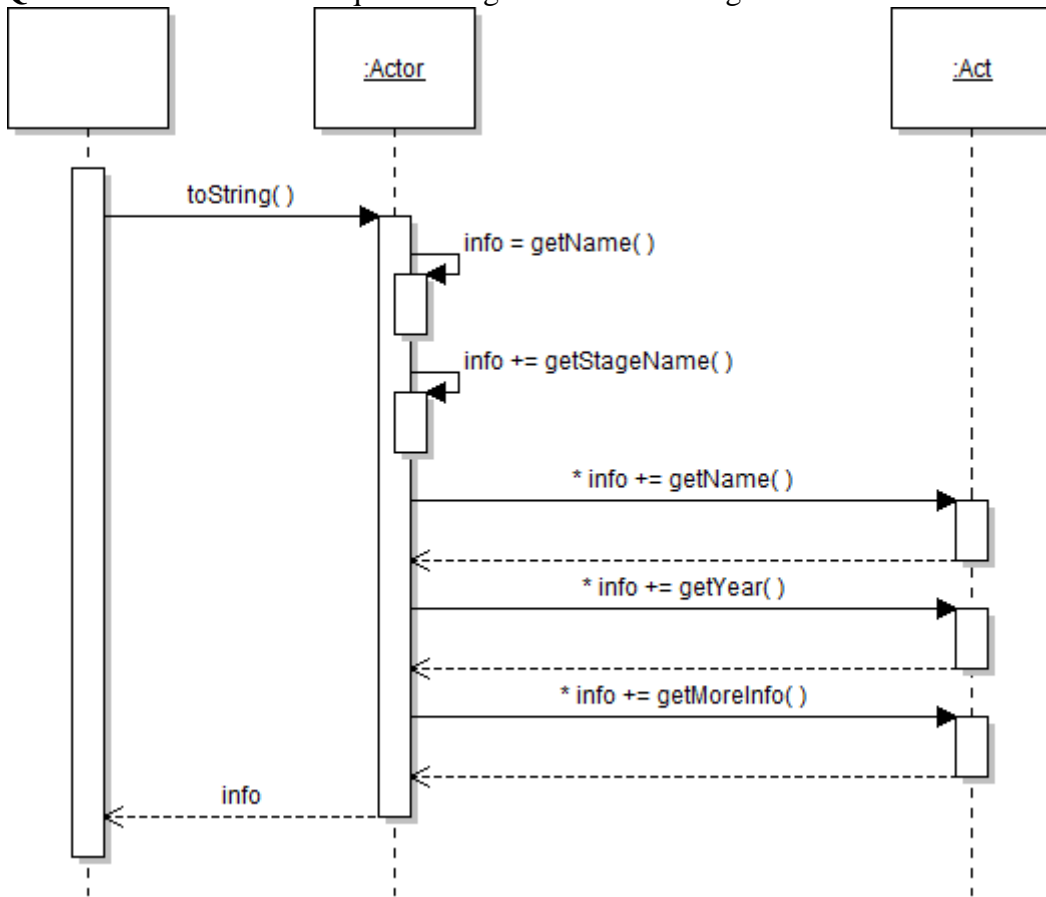 :Actor
:Act
toString( )
info = getName( )
info += getStageName( )
* info += getName( )
* info += getYear( )
* info += getMoreInfo( )
info